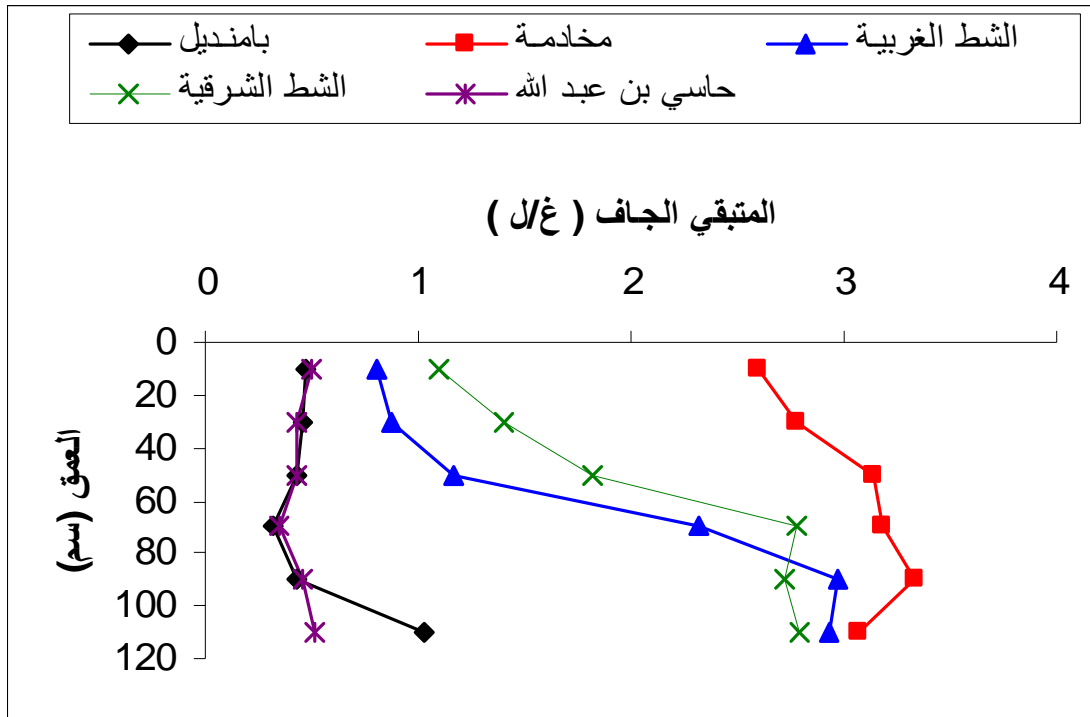 بامنديل مخادمة الشط الغربية
الشط الشرقية حاسي بن عبد الله
المتبقي الجاف ( غ/ل )
0 1 2 3 4
0
20
40
60
80
100
120
العمق (سم)